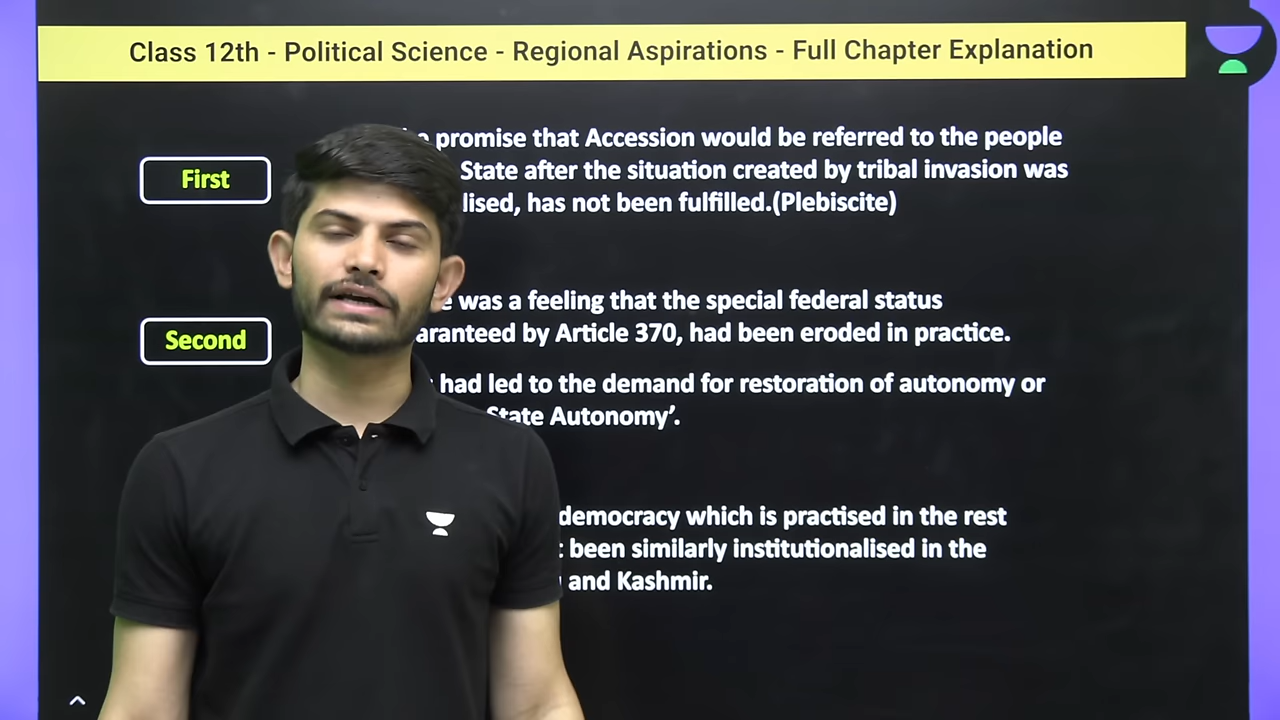 Class 12th - Political Science - Regional Aspirations - Full Chapter Explanation
First
promise that Accession would be referred to the people
State after the situation created by tribal invasion was
has not been fulfilled.(Plebiscite)
Second
was a feeling that the special federal status
by Article 370, had been eroded in practice.
had led to the demand for restoration of autonomy or
State Autonomy’.
democracy which is practised in the rest
been similarly institutionalised in the
and Kashmir.